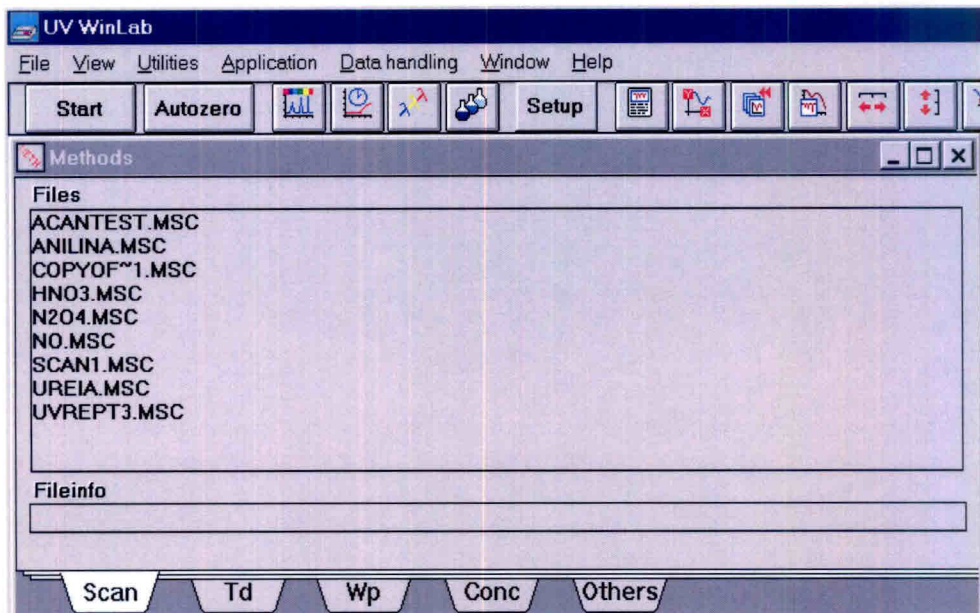 UV WinLab
File View Utilities Application Data handling Window Help
Start Autozero Setup
Methods
Files
ACANTEST.MSC
ANILINA.MSC
COPYOF~1.MSC
HNO3.MSC
N2O4.MSC
NO.MSC
SCAN1.MSC
UREIA.MSC
UVREPT3.MSC
Fileinfo
Scan Td Wp Conc Others